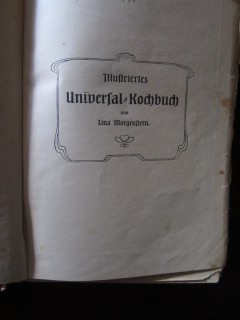 Illustriertes
Universal-Kochbuch
von
Lina Morgenstern.